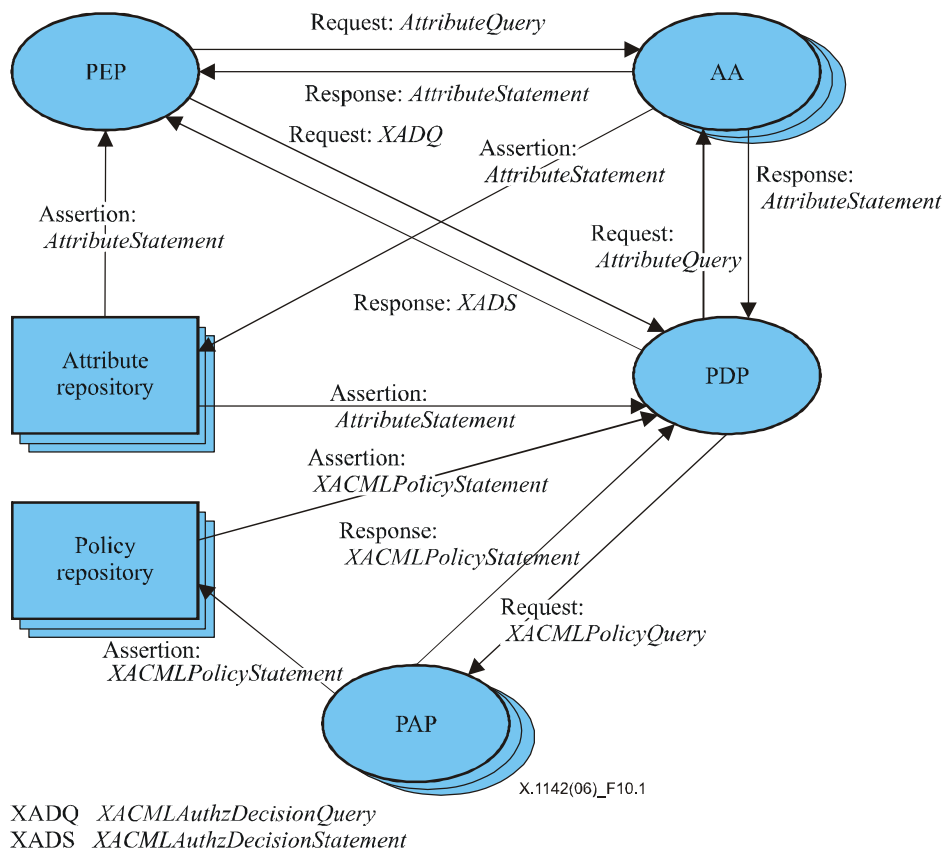 Request: AttributeQuery
PEP
AA
Response: AttributeStatement
Request: XADQ
Assertion:
AttributeStatement
Response:
AttributeStatement
Assertion:
AttributeStatement
Request:
AttributeQuery
Response: XADS
Attribute
repository
PDP
Assertion:
AttributeStatement
Assertion:
XACMLPolicyStatement
Policy
repository
Response:
XACMLPolicyStatement
Request:
XACMLPolicyQuery
Assertion:
XACMLPolicyStatement
PAP
X.1142(06)_F10.1
XADQ XACMLAuthzDecisionQuery
XADS XACMLAuthzDecisionStatement